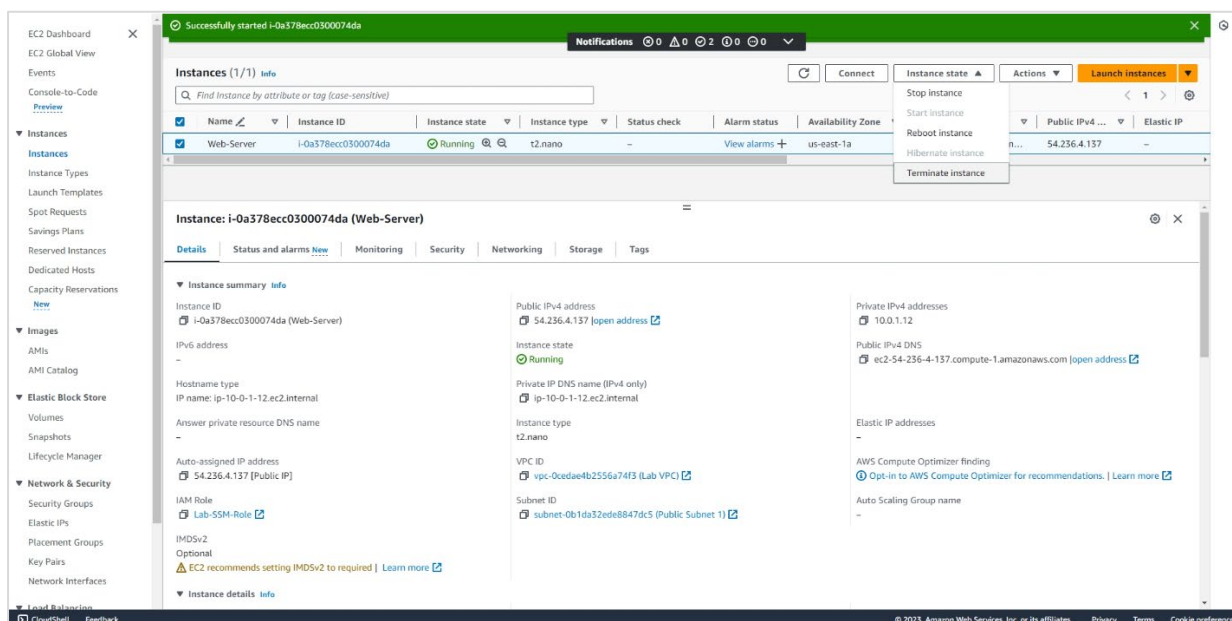 EC2 Dashboard
EC2 Global View
Events
Console-to-Code
Preview
Instances
Instances
Instance Types
Launch Templates
Spot Requests
Savings Plans
Reserved Instances
Dedicated Hosts
Capacity Reservations
New
Images
AMIs
AMI Catalog
Elastic Block Store
Volumes
Snapshots
Lifecycle Manager
Network & Security
Security Groups
Elastic IPs
Placement Groups
Key Pairs
Network Interfaces
Load Balancing
Successfully started i-0a378ecc0300074da
Notifications 0 0 2 0 0
Instances (1/1) Info
Connect Instance state Actions Launch instances
Find Instance by attribute or tag (case-sensitive)
1
Stop instance
Start instance
Reboot instance
Hibernate instance
Terminate instance
Name Instance ID Instance state Instance type Status check Alarm status Availability Zone Public IPv4 ... Elastic IP
Web-Server i-0a378ecc0300074da Running t2.nano – View alarms + us-east-1a n... 54.236.4.137 –
Instance: i-0a378ecc0300074da (Web-Server)
Details Status and alarms New Monitoring Security Networking Storage Tags
Instance summary Info
Instance ID Public IPv4 address Private IPv4 addresses
i-0a378ecc0300074da (Web-Server) 54.236.4.137 |open address 10.0.1.12
IPv6 address Instance state Public IPv4 DNS
– Running ec2-54-236-4-137.compute-1.amazonaws.com |open address
Hostname type Private IP DNS name (IPv4 only)
IP name: ip-10-0-1-12.ec2.internal ip-10-0-1-12.ec2.internal
Answer private resource DNS name Instance type Elastic IP addresses
– t2.nano –
Auto-assigned IP address VPC ID AWS Compute Optimizer finding
54.236.4.137 [Public IP] vpc-0cedae4b2556a74f3 (Lab VPC) Opt-in to AWS Compute Optimizer for recommendations. | Learn more
IAM Role Subnet ID Auto Scaling Group name
Lab-SSM-Role subnet-0b1da32ede8847dc5 (Public Subnet 1) –
IMDSv2
Optional
EC2 recommends setting IMDSv2 to required | Learn more
Instance details Info
CloudShell Feedback © 2023, Amazon Web Services, Inc. or its affiliates. Privacy Terms Cookie preferences